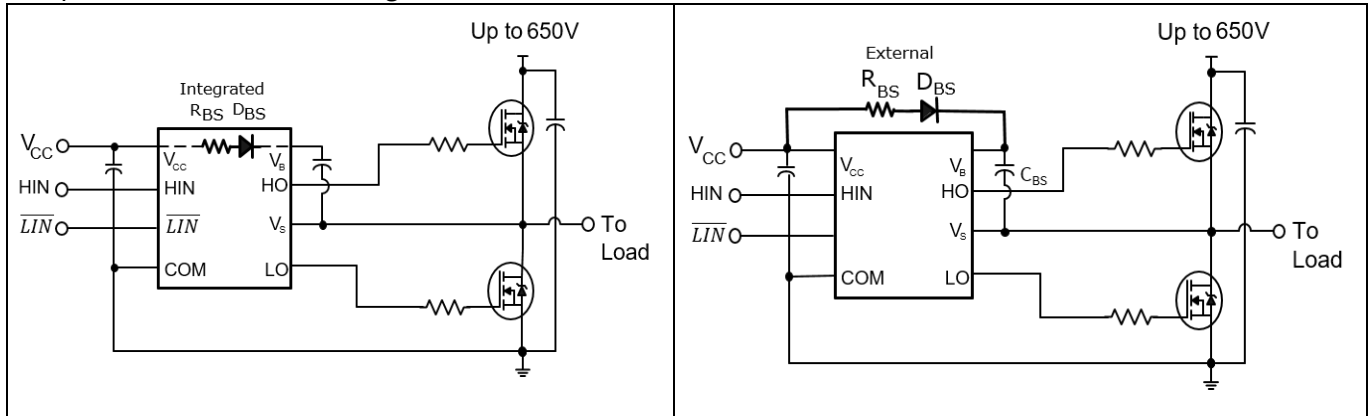 Up to 650V
Integrated
RBS DBS
VCC
VCC
VB
HIN
HIN
HO
LIN
LIN
VS
To
Load
COM
LO
Up to 650V
External
RBS DBS
VCC
VCC
VB
CBS
HIN
HIN
HO
LIN
VS
To
Load
COM
LO